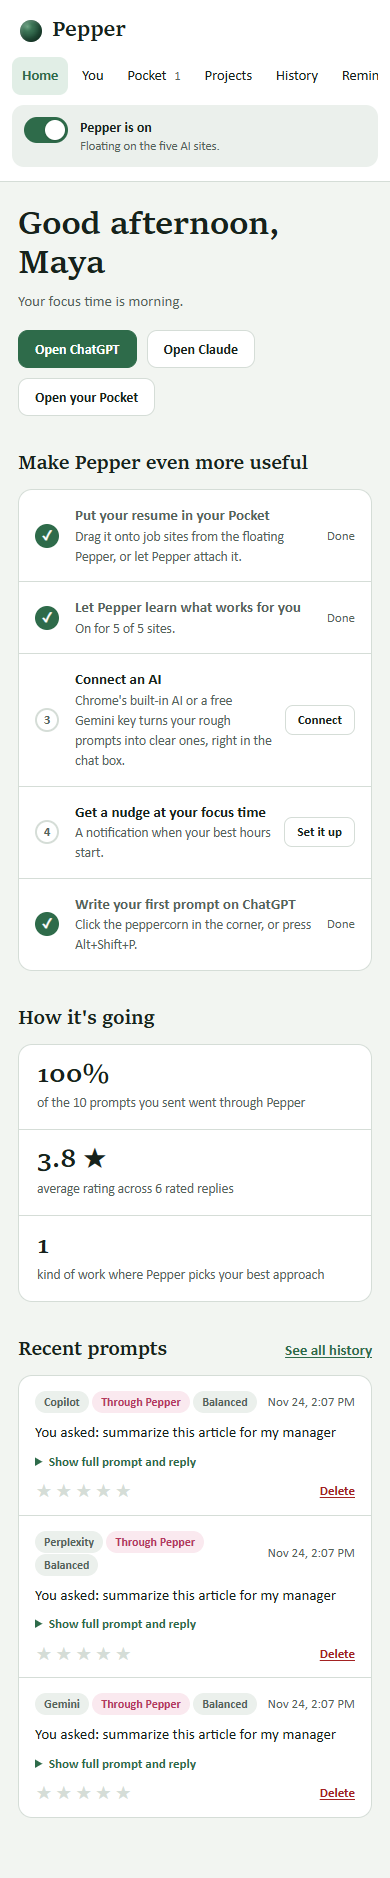 Pepper
Home You Pocket 1 Projects History Remin
Pepper is on
Floating on the five AI sites.
Good afternoon,
Maya
Your focus time is morning.
Open ChatGPT Open Claude
Open your Pocket
Make Pepper even more useful
Put your resume in your Pocket
Drag it onto job sites from the floating
Pepper, or let Pepper attach it.
Done
Let Pepper learn what works for you
On for 5 of 5 sites.
Done
3
Connect an AI
Chrome's built-in AI or a free
Gemini key turns your rough
prompts into clear ones, right in the
chat box.
Connect
4
Get a nudge at your focus time
A notification when your best hours
start.
Set it up
Write your first prompt on ChatGPT
Click the peppercorn in the corner, or press
Alt+Shift+P.
Done
How it's going
100%
of the 10 prompts you sent went through Pepper
3.8 ★
average rating across 6 rated replies
1
kind of work where Pepper picks your best approach
Recent prompts See all history
Copilot Through Pepper Balanced Nov 24, 2:07 PM
You asked: summarize this article for my manager
Show full prompt and reply
★ ★ ★ ★ ★ Delete
Perplexity Through Pepper
Balanced
Nov 24, 2:07 PM
You asked: summarize this article for my manager
Show full prompt and reply
★ ★ ★ ★ ★ Delete
Gemini Through Pepper Balanced Nov 24, 2:07 PM
You asked: summarize this article for my manager
Show full prompt and reply
★ ★ ★ ★ ★ Delete